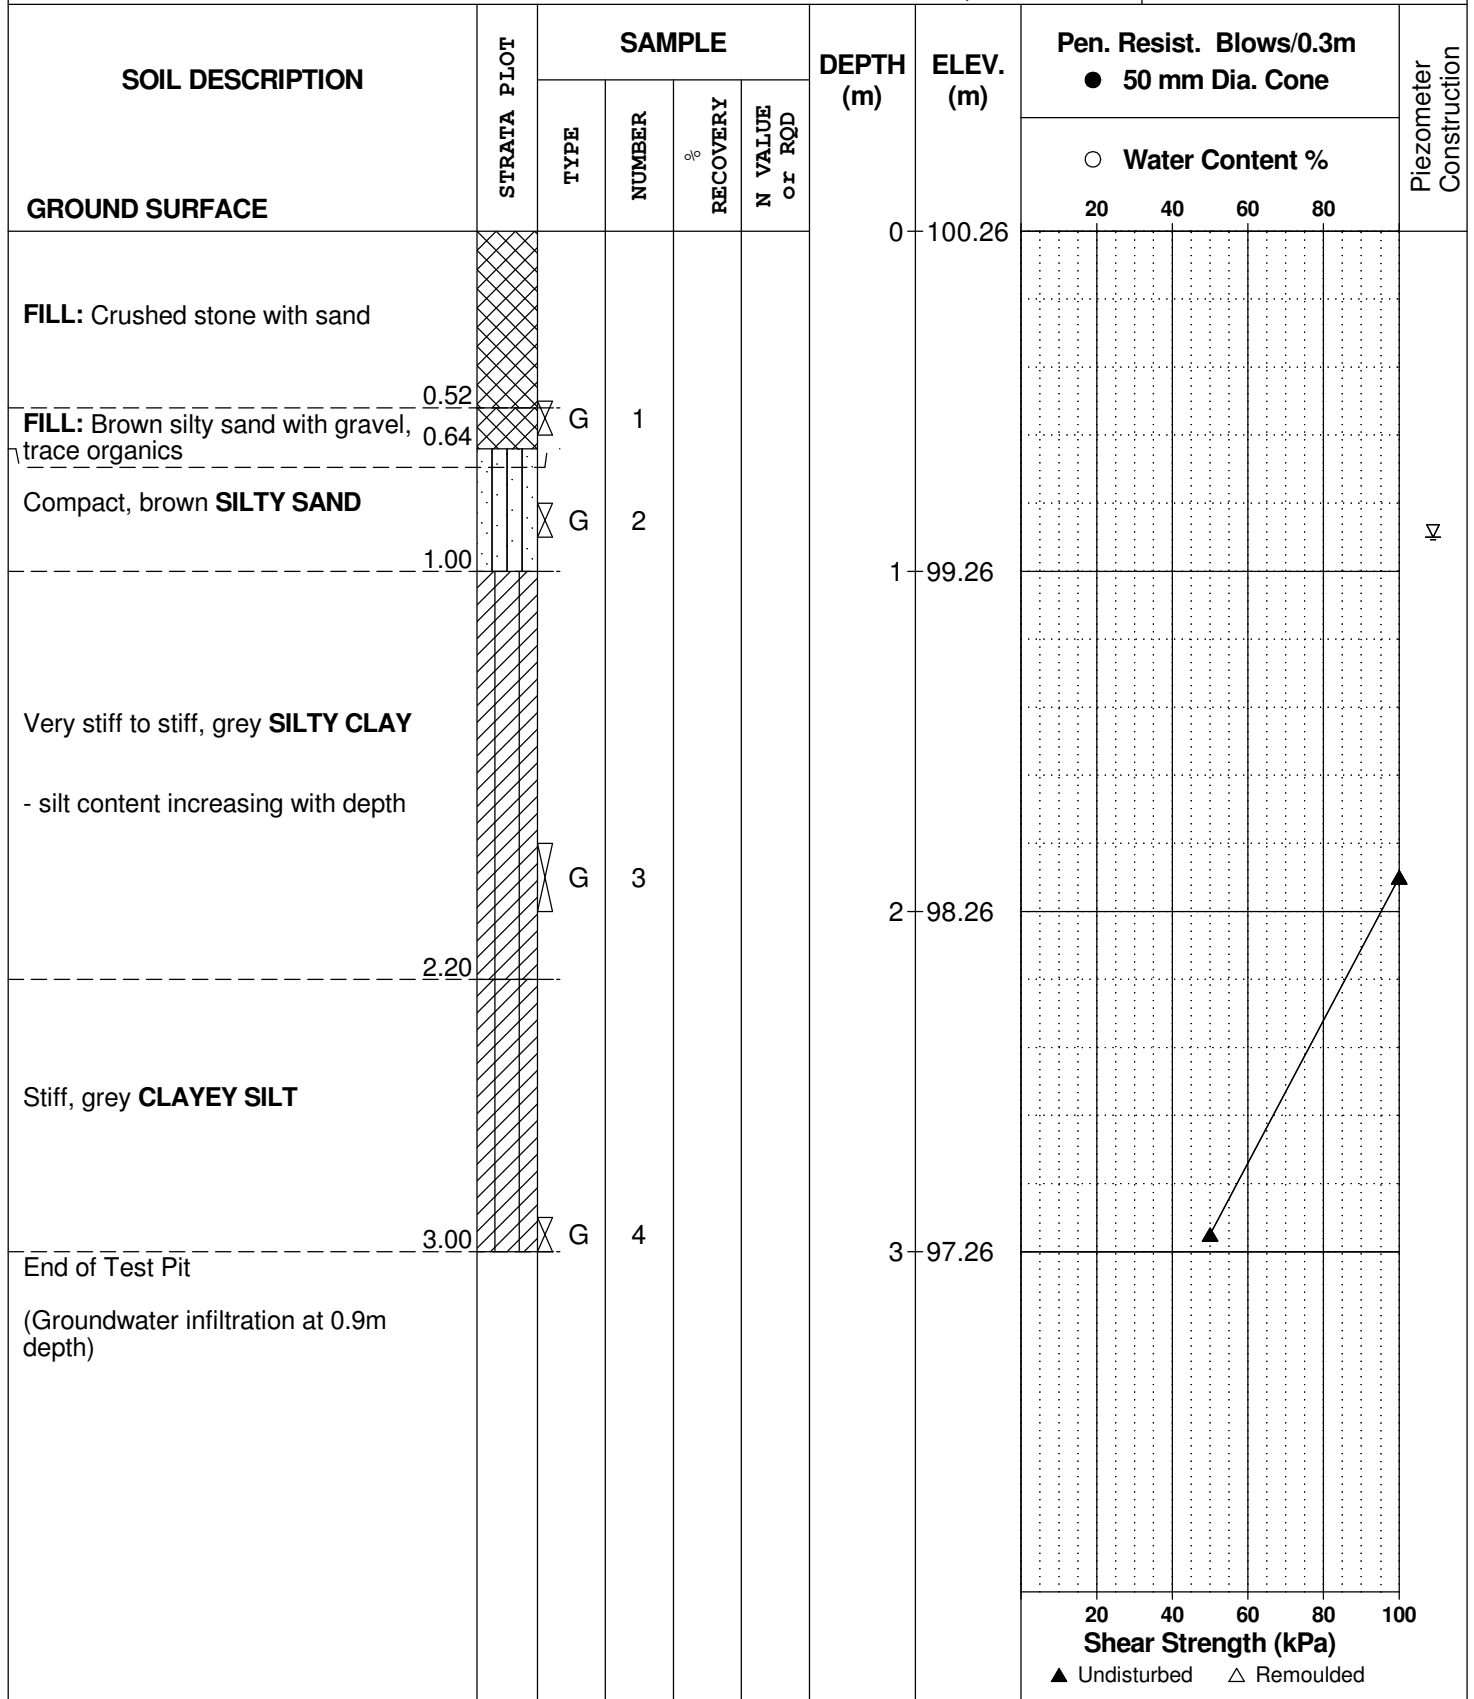 SOIL DESCRIPTION
GROUND SURFACE
STRATA PLOT
SAMPLE
TYPE
NUMBER
%
RECOVERY
N VALUE
or RQD
DEPTH
(m)
ELEV.
(m)
Pen. Resist. Blows/0.3m
● 50 mm Dia. Cone
○ Water Content %
20 40 60 80
Piezometer
Construction
0 100.26
FILL: Crushed stone with sand
0.52
FILL: Brown silty sand with gravel,
trace organics
0.64
G 1
Compact, brown SILTY SAND
G 2
1.00
1 99.26
Very stiff to stiff, grey SILTY CLAY
- silt content increasing with depth
G 3
2 98.26
2.20
Stiff, grey CLAYEY SILT
G 4
3.00
3 97.26
End of Test Pit
(Groundwater infiltration at 0.9m
depth)
20 40 60 80 100
Shear Strength (kPa)
▲ Undisturbed △ Remoulded